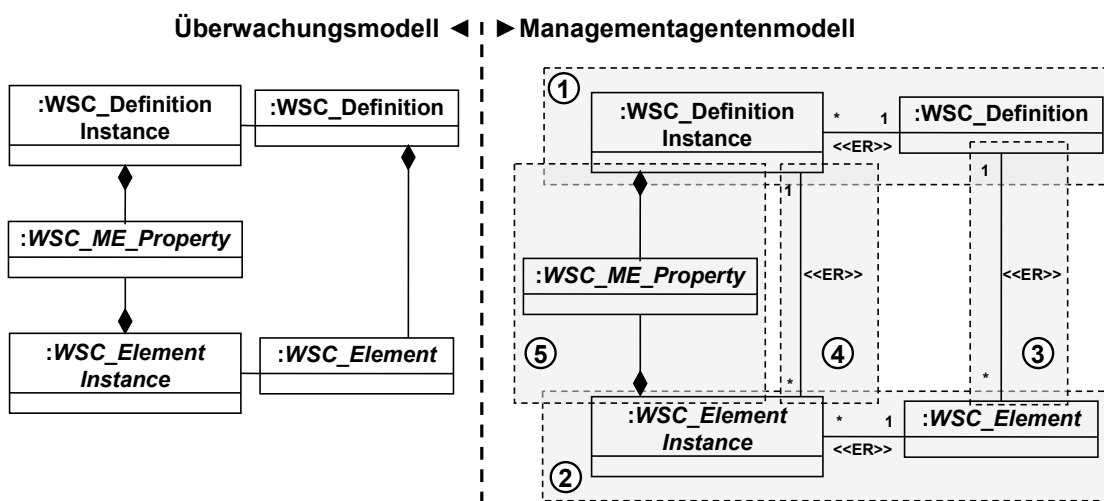 Überwachungsmodell ◄
► Managementagentenmodell
:WSC_Definition
Instance
:WSC_Definition
:WSC_ME_Property
:WSC_Element
Instance
:WSC_Element
1
:WSC_Definition
Instance
* 1
<<ER>>
:WSC_Definition
1
1
:WSC_ME_Property
<<ER>>
<<ER>>
5
4
3
*
*
:WSC_Element
Instance
* 1
<<ER>>
:WSC_Element
2